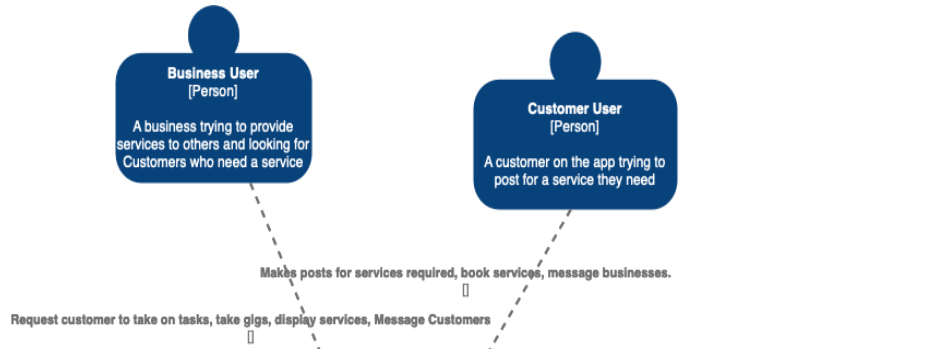 Business User
[Person]
A business trying to provide
services to others and looking for
Customers who need a service
Customer User
[Person]
A customer on the app trying to
post for a service they need
Makes posts for services required, book services, message businesses.
[]
Request customer to take on tasks, take gigs, display services, Message Customers
[]